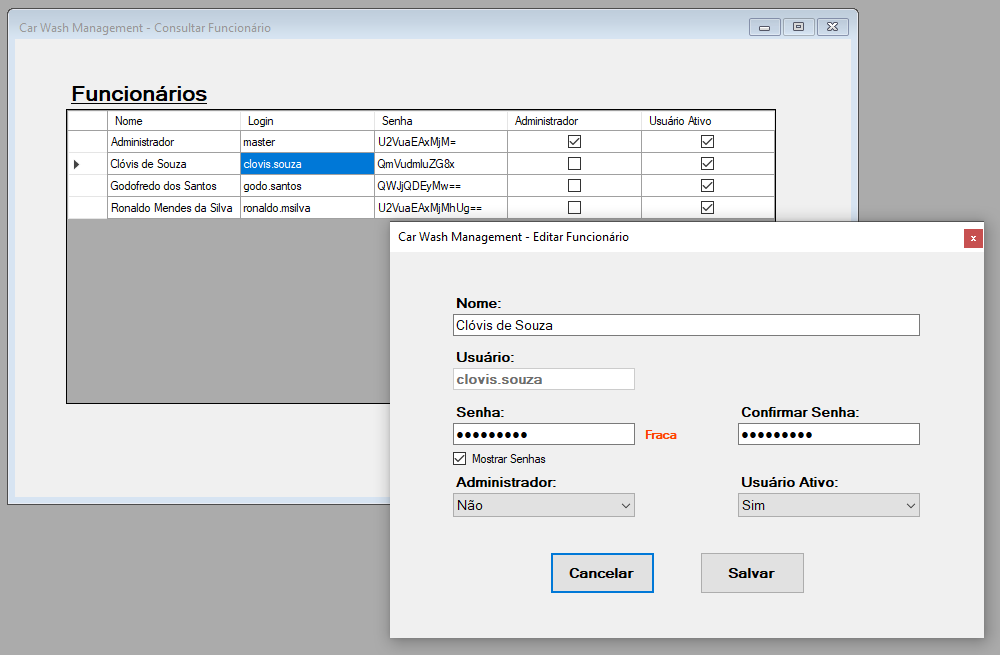 Car Wash Management - Consultar Funcionário
Funcionários
Nome Login Senha Administrador Usuário Ativo
Administrador master U2VuaEAxMjM=
Clóvis de Souza clovis.souza QmVudmluZG8x
Godofredo dos Santos godo.santos QWJjQDEyMw==
Ronaldo Mendes da Silva ronaldo.msilva U2VuaEAxMjMhUg==
Car Wash Management - Editar Funcionário
x
Nome:
Clóvis de Souza
Usuário:
clovis.souza
Senha: Confirmar Senha:
●●●●●●●●● Fraca ●●●●●●●●●
Mostrar Senhas
Administrador: Usuário Ativo:
Não Sim
Cancelar Salvar